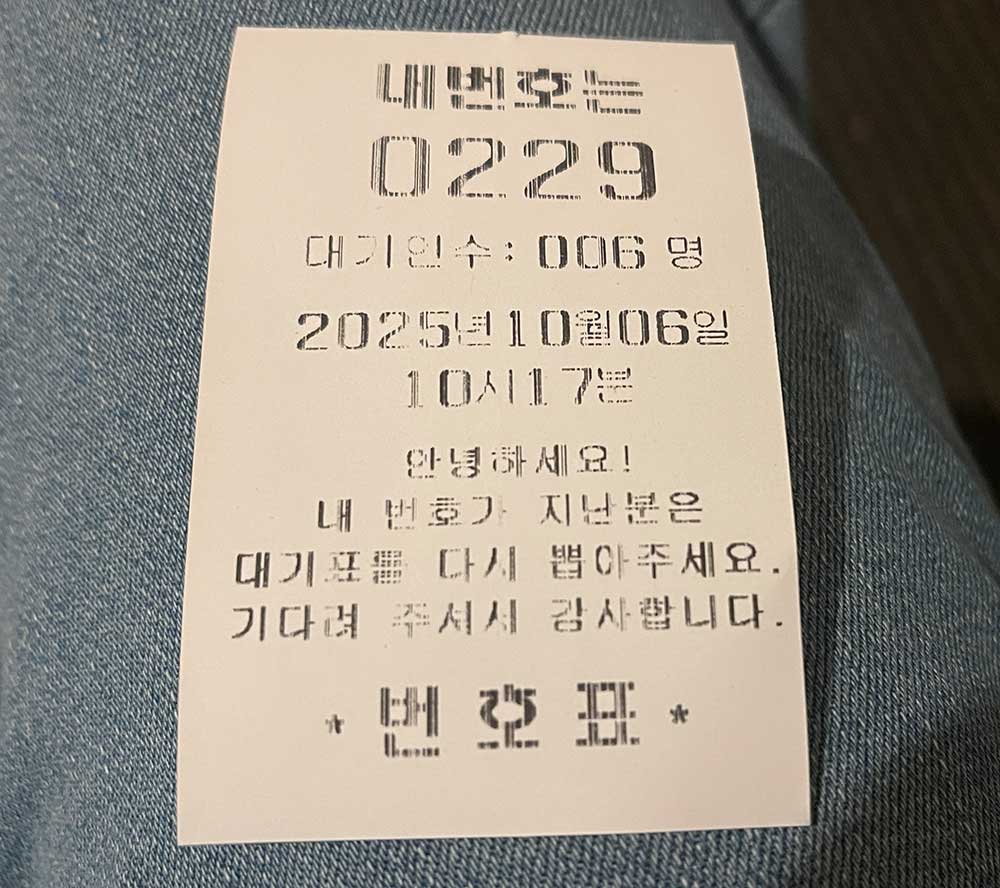 내번호는
0229
대기인수: 006 명
2025년10월06일
10시17분
안녕하세요!
내 번호가 지난분은
대기표를 다시 뽑아주세요.
기다려 주셔서 감사합니다.
* 번호표 *